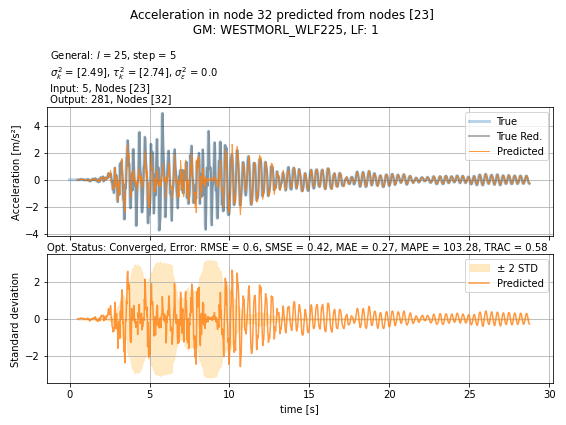 Acceleration in node 32 predicted from nodes [23]
GM: WESTMORL_WLF225, LF: 1
General: l = 25, step = 5
σ²ₖ = [2.49], τ²ₖ = [2.74], σ²ε = 0.0
Input: 5, Nodes [23]
Output: 281, Nodes [32]
Acceleration [m/s²]
4
2
0
−2
−4
True
True Red.
Predicted
Opt. Status: Converged, Error: RMSE = 0.6, SMSE = 0.42, MAE = 0.27, MAPE = 103.28, TRAC = 0.58
Standard deviation
2
0
−2
± 2 STD
Predicted
0 5 10 15 20 25 30
time [s]